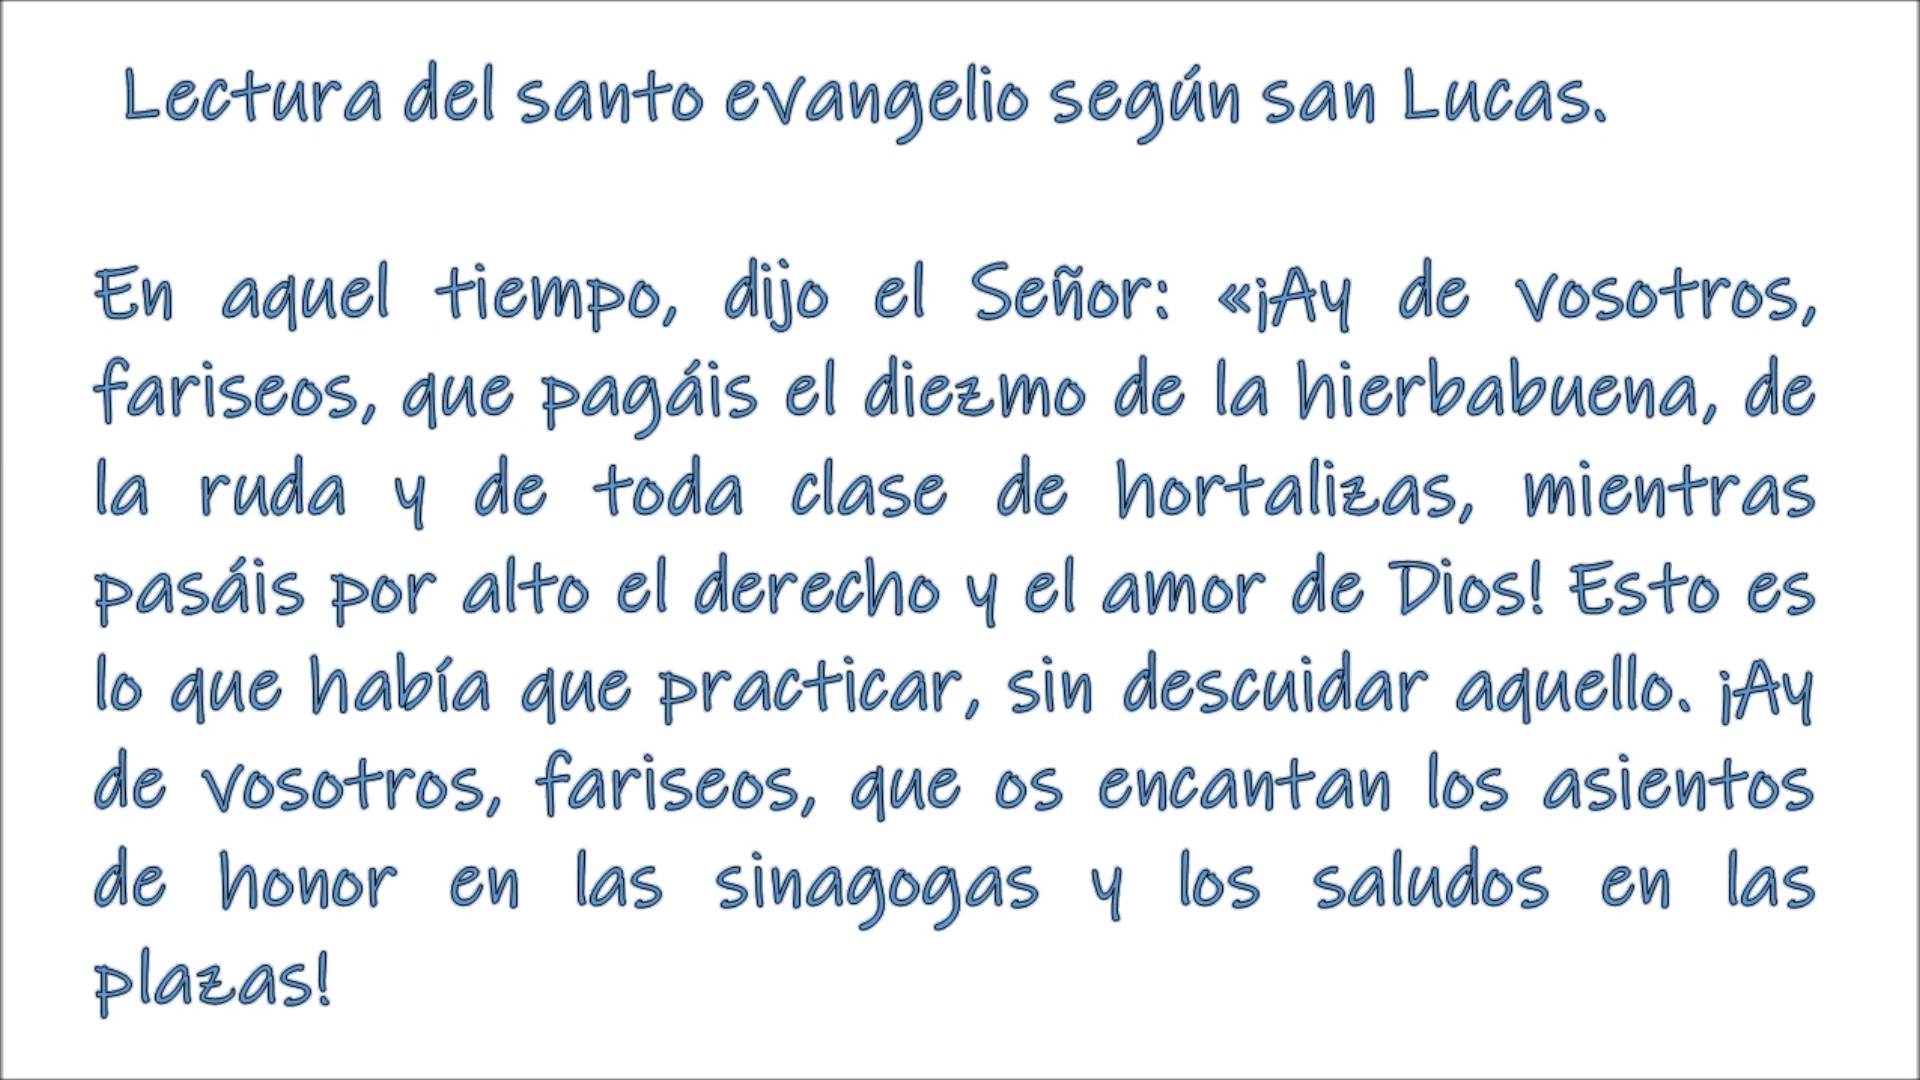 Lectura del santo evangelio según san Lucas.
En aquel tiempo, dijo el Señor: «¡Ay de vosotros,
fariseos, que pagáis el diezmo de la hierbabuena, de
la ruda y de toda clase de hortalizas, mientras
pasáis por alto el derecho y el amor de Dios! Esto es
lo que había que practicar, sin descuidar aquello. ¡Ay
de vosotros, fariseos, que os encantan los asientos
de honor en las sinagogas y los saludos en las
plazas!